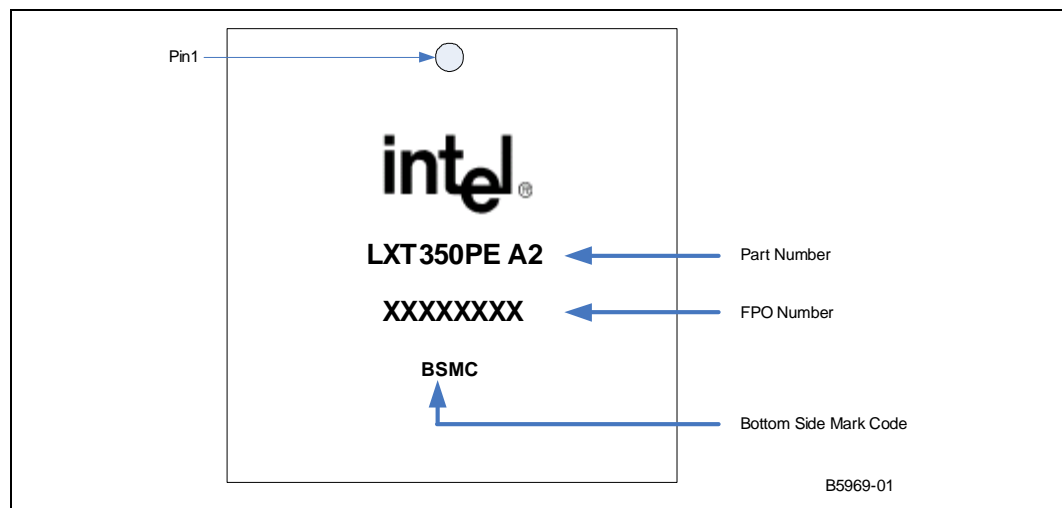 Pin1
intel®
LXT350PE A2
Part Number
XXXXXXXX
FPO Number
BSMC
Bottom Side Mark Code
B5969-01